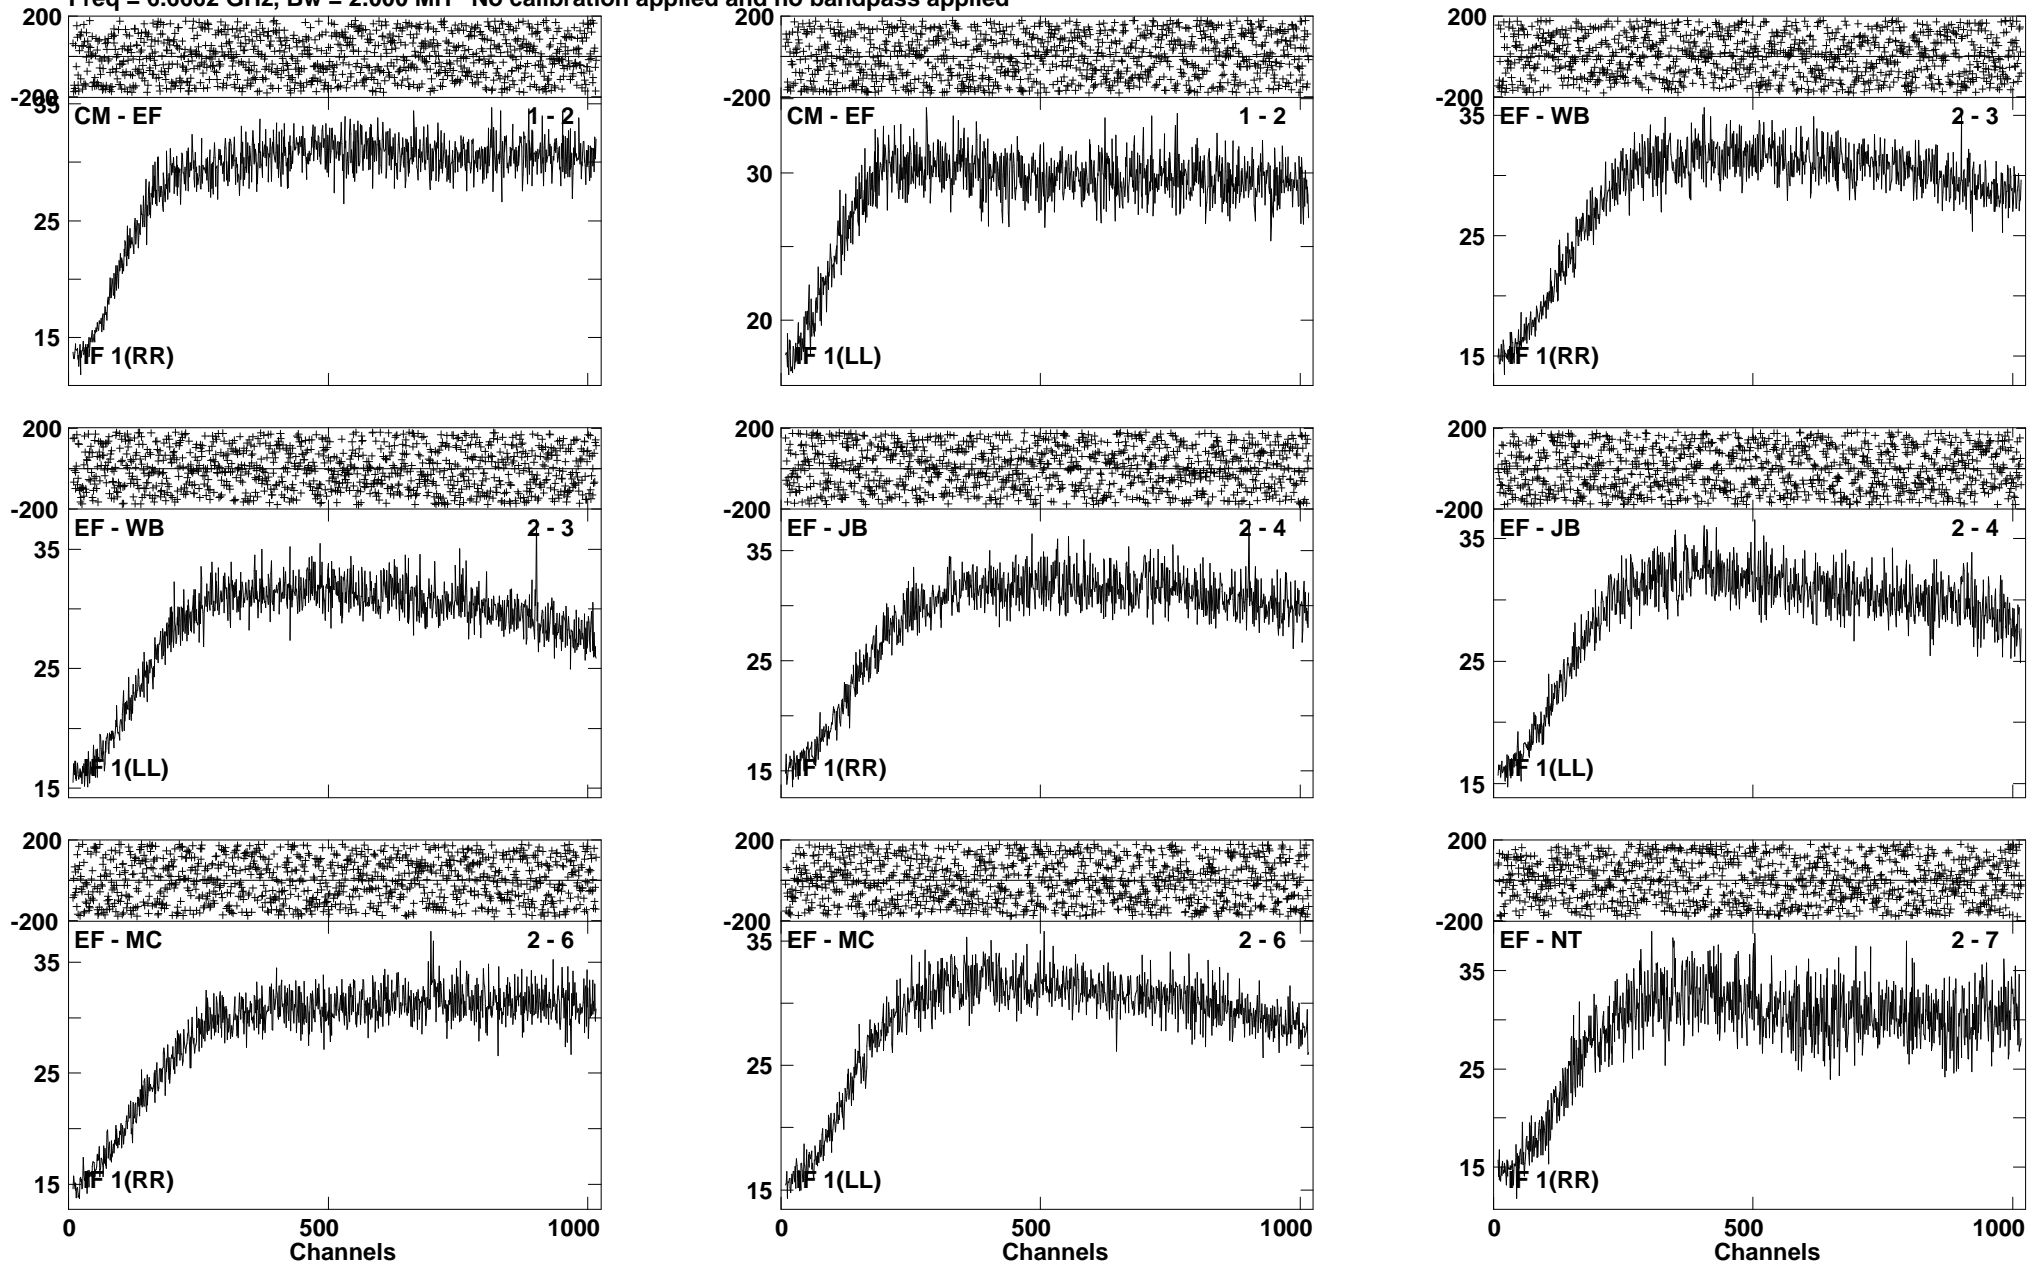 Freq = 6.6662 GHz, Bw = 2.000 MH No calibration applied and no bandpass applied
200
-200
35
25
15
CM - EF
1 - 2
IF 1(RR)
200
-200
30
20
CM - EF
1 - 2
IF 1(LL)
200
-200
35
25
15
EF - WB
2 - 3
IF 1(RR)
200
-200
35
25
15
EF - WB
2 - 3
IF 1(LL)
200
-200
35
25
15
EF - JB
2 - 4
IF 1(RR)
200
-200
35
25
15
EF - JB
2 - 4
IF 1(LL)
200
-200
35
25
15
EF - MC
2 - 6
IF 1(RR)
0 500 1000
Channels
200
-200
35
25
15
EF - MC
2 - 6
IF 1(LL)
0 500 1000
Channels
200
-200
35
25
15
EF - NT
2 - 7
IF 1(RR)
0 500 1000
Channels